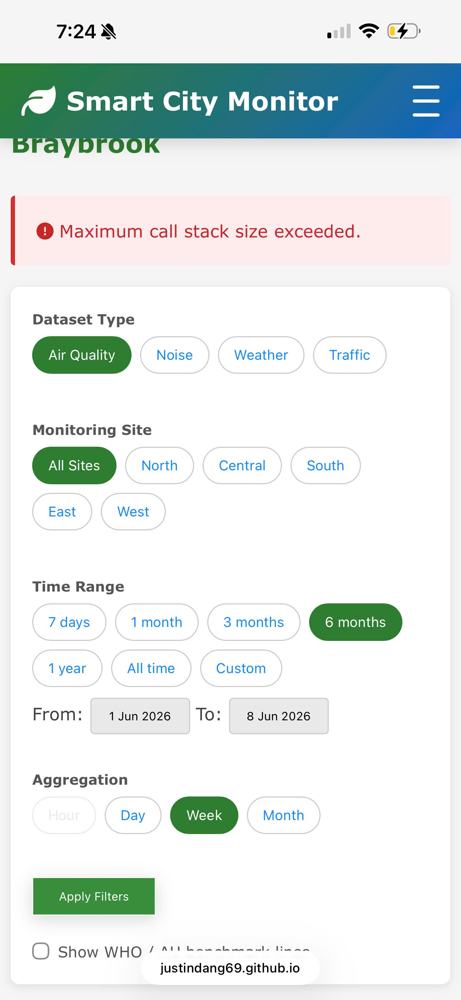 7:24
Smart City Monitor
Braybrook
Maximum call stack size exceeded.
Dataset Type
Air Quality Noise Weather Traffic
Monitoring Site
All Sites North Central South
East West
Time Range
7 days 1 month 3 months 6 months
1 year All time Custom
From: 1 Jun 2026 To: 8 Jun 2026
Aggregation
Hour Day Week Month
Apply Filters
Show WHO / AU benchmark lines
justindang69.github.io